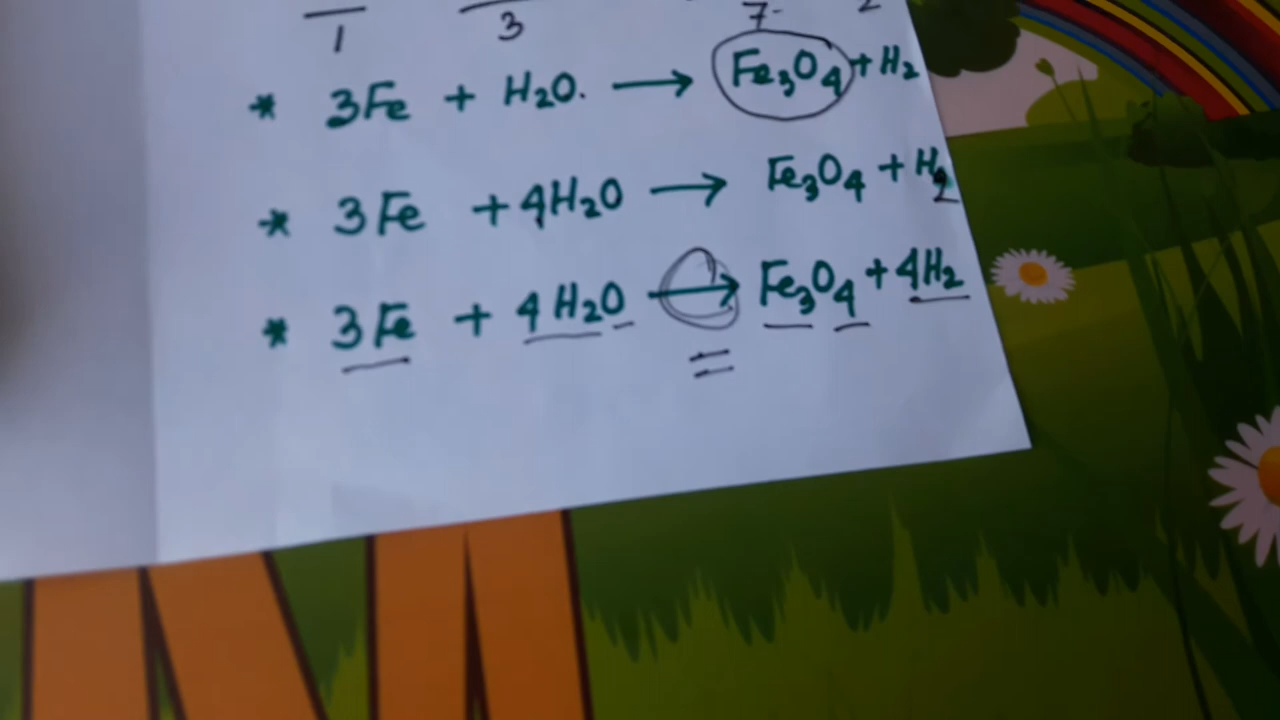 1 3 7 2
* 3Fe + H₂O. → Fe₃O₄ + H₂
* 3Fe + 4H₂O → Fe₃O₄ + H₂
* 3Fe + 4H₂O → Fe₃O₄ + 4H₂